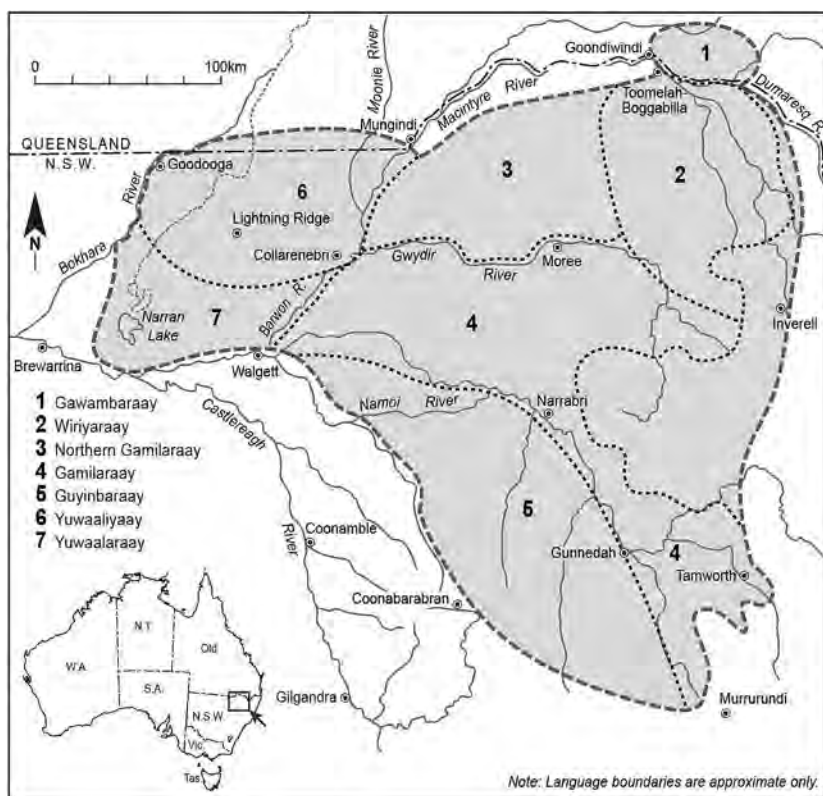 0 100km
Goondiwindi
1
Moonie River
Macintyre River
Toomelah-
Boggabilla
Dumaresq R.
Mungindi
QUEENSLAND
N.S.W.
Goodooga
3
2
6
River
Bokhara
N
Lightning Ridge
Collarenebri
Gwydir River
Moree
Barwon R.
Narran
Lake
7
4
Inverell
Brewarrina
Walgett
Namoi River
Narrabri
Castlereagh River
1 Gawambaraay
2 Wiriyaraay
3 Northern Gamilaraay
4 Gamilaraay
5 Guyinbaraay
6 Yuwaaliyaay
7 Yuwaalaraay
5
Coonamble
Gunnedah
4
Tamworth
Coonabarabran
Gilgandra
Murrurundi
N.T.
Qld
W.A.
S.A.
N.S.W.
Vic.
Tas.
Note: Language boundaries are approximate only.